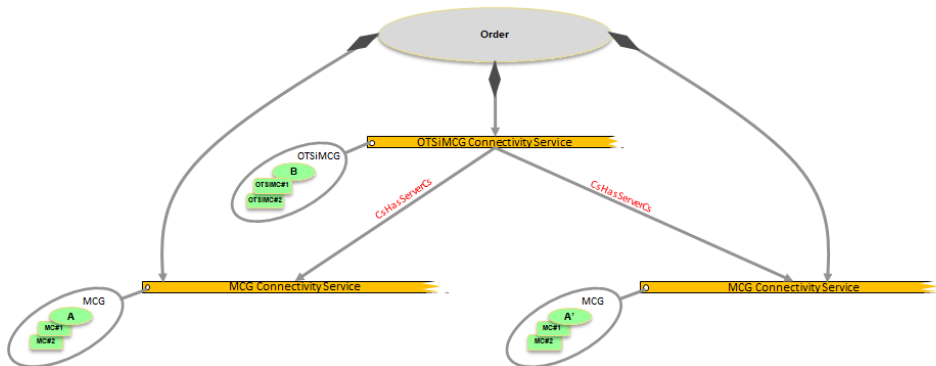 Order
OTSiMCG Connectivity Service
OTSiMCG
B
OTSIMC#1
OTSIMC#2
CsHasServerCs
CsHasServerCs
MCG Connectivity Service
MCG
A
MC#1
MC#2
MCG Connectivity Service
MCG
A'
MC#1
MC#2